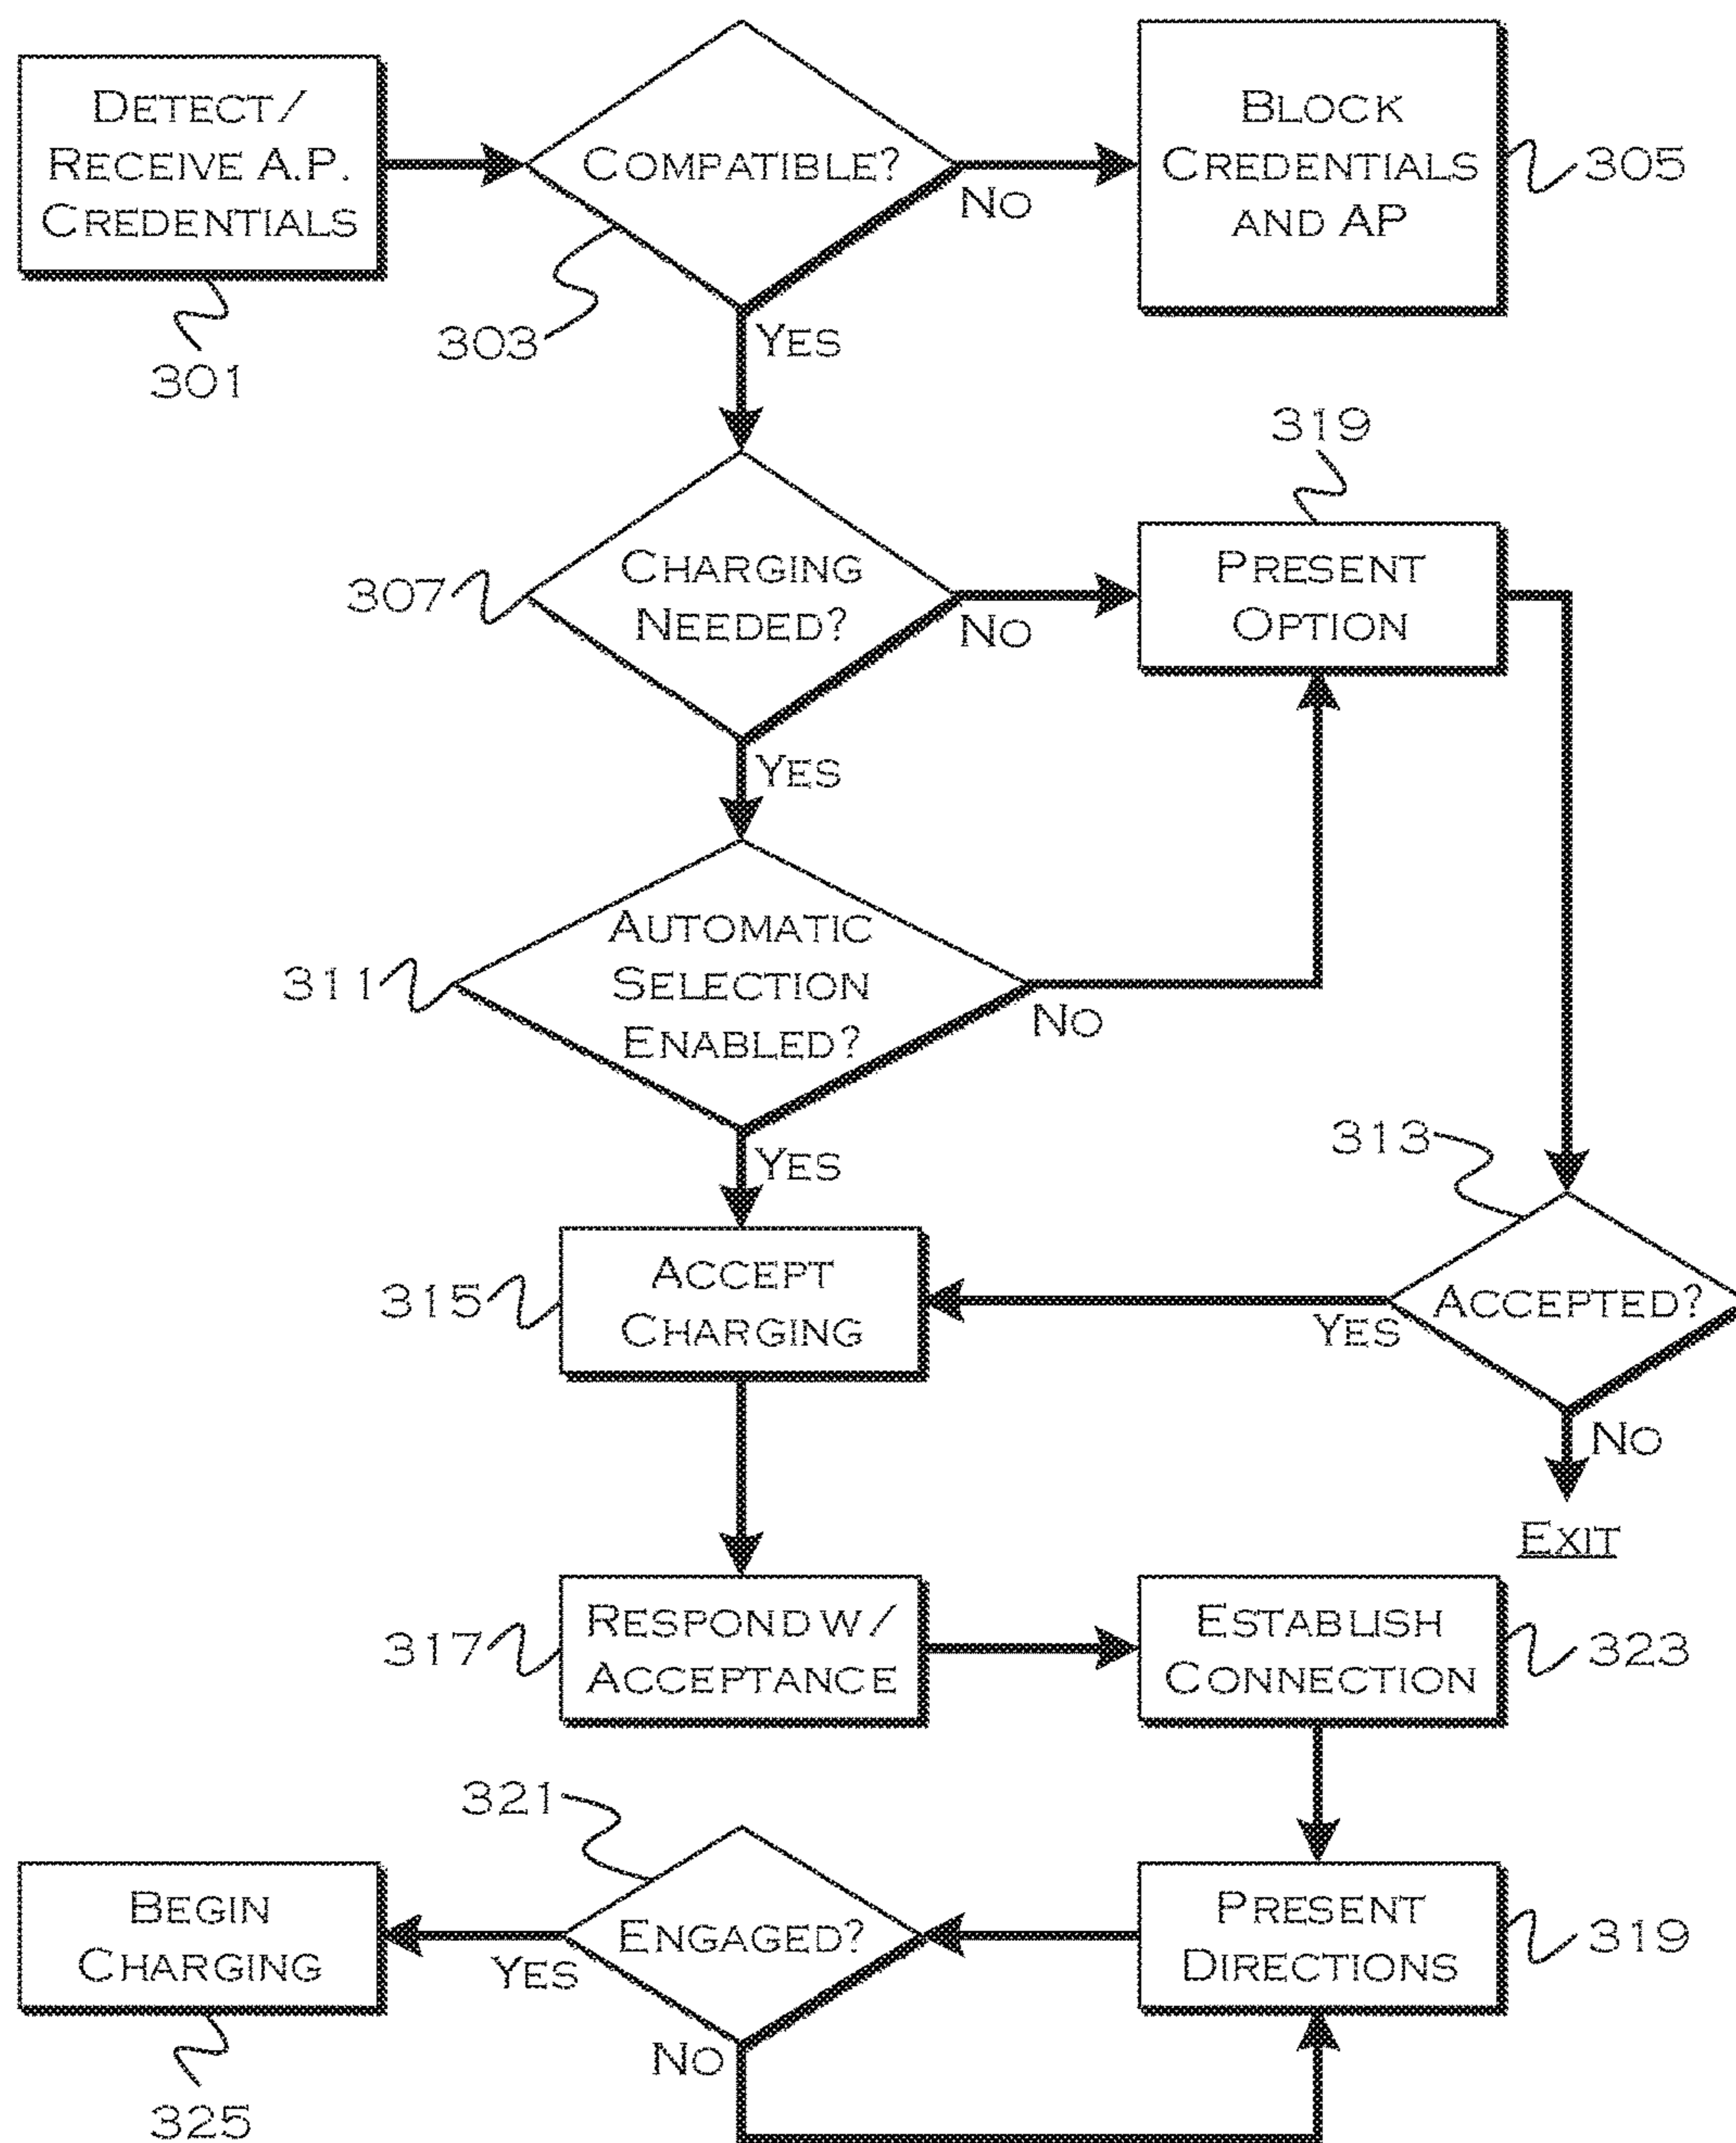 DETECT/
RECEIVE A.P.
CREDENTIALS
301
COMPATIBLE?
303
NO
YES
BLOCK
CREDENTIALS
AND AP
305
CHARGING
NEEDED?
307
NO
YES
319
PRESENT
OPTION
AUTOMATIC
SELECTION
ENABLED?
311
NO
YES
313
ACCEPTED?
YES
NO
EXIT
ACCEPT
CHARGING
315
RESPOND W/
ACCEPTANCE
317
ESTABLISH
CONNECTION
323
PRESENT
DIRECTIONS
319
321
ENGAGED?
YES
NO
BEGIN
CHARGING
325